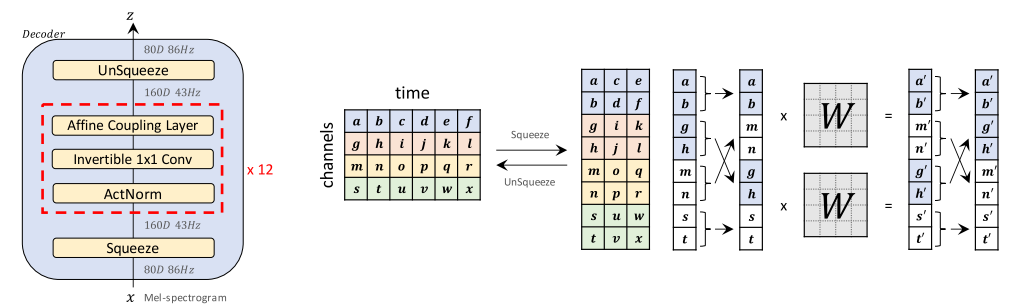 z
Decoder
80D 86Hz
UnSqueeze
160D 43Hz
Affine Coupling Layer
Invertible 1x1 Conv
ActNorm
x 12
160D 43Hz
Squeeze
80D 86Hz
x Mel-spectrogram
time
channels
a b c d e f
g h i j k l
m n o p q r
s t u v w x
Squeeze
UnSqueeze
a c e
b d f
g i k
h j l
m o q
n p r
s u w
t v x
a
b
g
h
m
n
s
t
a
b
m
n
g
h
s
t
x W =
x W =
a'
b'
m'
n'
g'
h'
s'
t'
a'
b'
g'
h'
m'
n'
s'
t'